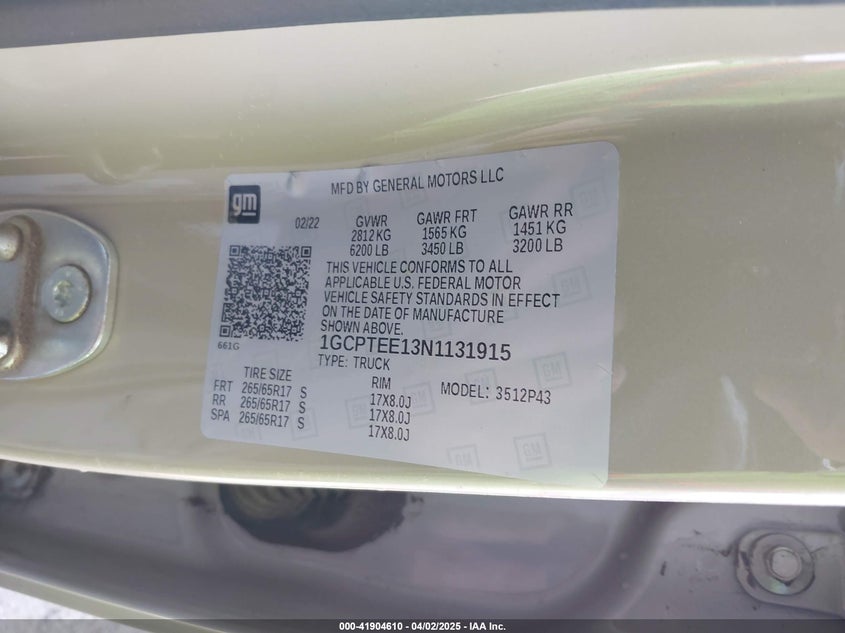 MFD BY GENERAL MOTORS LLC
gm
02/22
GVWR GAWR FRT GAWR RR
2812 KG 1565 KG 1451 KG
6200 LB 3450 LB 3200 LB
THIS VEHICLE CONFORMS TO ALL
APPLICABLE U.S. FEDERAL MOTOR
VEHICLE SAFETY STANDARDS IN EFFECT
ON THE DATE OF MANUFACTURE
SHOWN ABOVE.
661G
1GCPTEE13N1131915
TYPE: TRUCK
TIRE SIZE RIM MODEL: 3512P43
FRT 265/65R17 S 17X8.0J
RR 265/65R17 S 17X8.0J
SPA 265/65R17 S 17X8.0J
GM
GM
GM
000-41904610 - 04/02/2025 - IAA Inc.